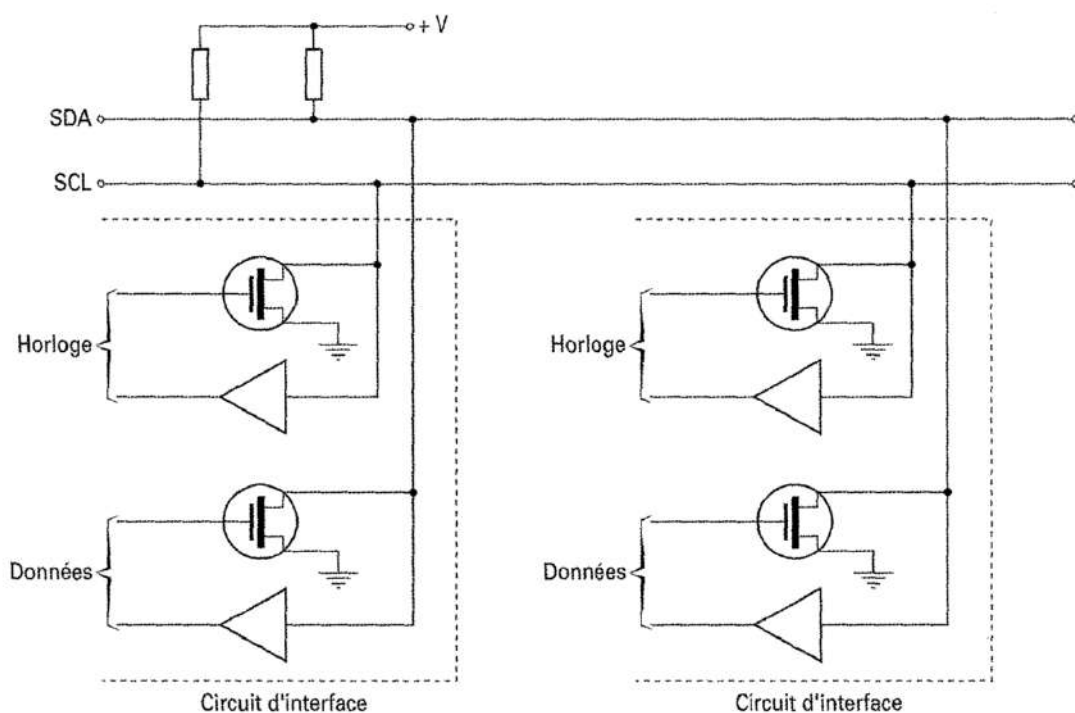 + V
SDA
SCL
Horloge
Horloge
Données
Données
Circuit d'interface
Circuit d'interface